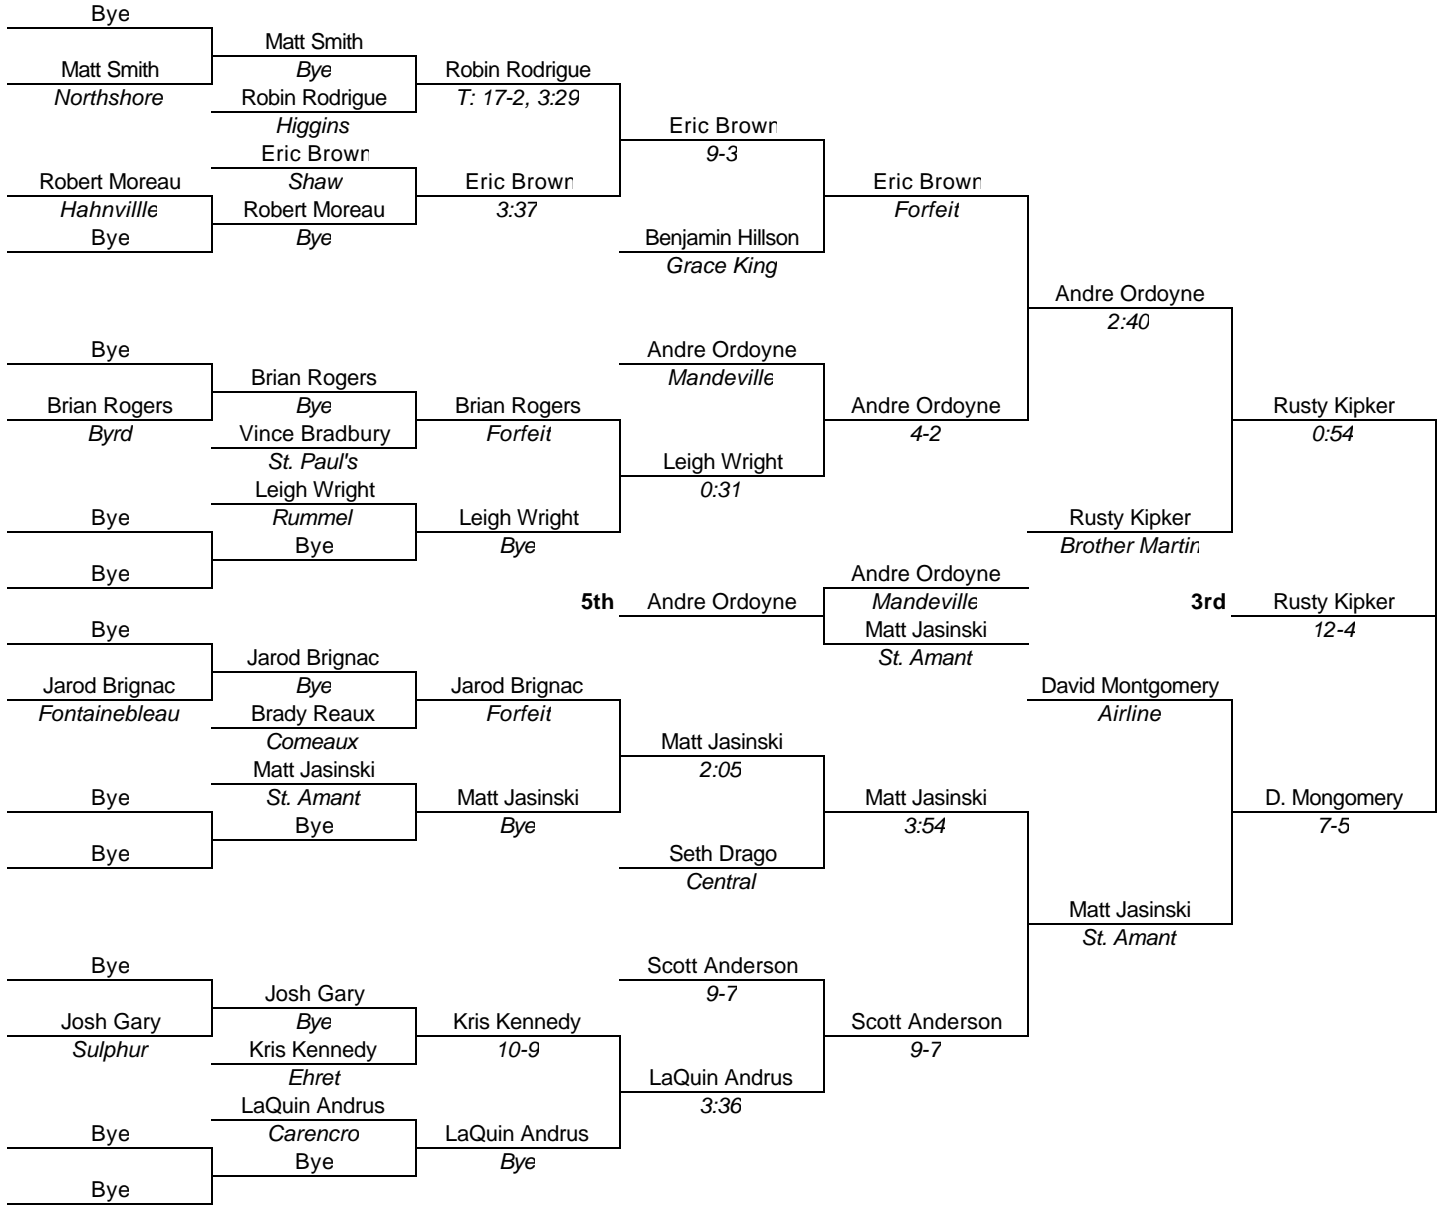 Bye
Matt Smith
Matt Smith
Bye
Robin Rodrigue
Northshore
Robin Rodrigue
T: 17-2, 3:29
Higgins
Eric Brown
Eric Brown
9-3
Robert Moreau
Shaw
Eric Brown
Eric Brown
Hahnvillle
Robert Moreau
3:37
Forfeit
Bye
Bye
Benjamin Hillson
Grace King
Andre Ordoyne
2:40
Bye
Andre Ordoyne
Brian Rogers
Mandeville
Brian Rogers
Bye
Brian Rogers
Andre Ordoyne
Rusty Kipker
Byrd
Vince Bradbury
Forfeit
4-2
0:54
St. Paul's
Leigh Wright
Leigh Wright
0:31
Bye
Rummel
Leigh Wright
Rusty Kipker
Bye
Bye
Brother Martin
Bye
Andre Ordoyne
5th Andre Ordoyne
Mandeville
3rd Rusty Kipker
Bye
Matt Jasinski
12-4
Jarod Brignac
St. Amant
Jarod Brignac
Bye
Jarod Brignac
David Montgomery
Fontainebleau
Brady Reaux
Forfeit
Airline
Comeaux
Matt Jasinski
Matt Jasinski
2:05
Bye
St. Amant
Matt Jasinski
Matt Jasinski
D. Mongomery
Bye
Bye
3:54
7-5
Bye
Seth Drago
Central
Matt Jasinski
St. Amant
Bye
Scott Anderson
Josh Gary
9-7
Josh Gary
Bye
Kris Kennedy
Scott Anderson
Sulphur
Kris Kennedy
10-9
9-7
Ehret
LaQuin Andrus
LaQuin Andrus
3:36
Bye
Carencro
LaQuin Andrus
Bye
Bye
Bye